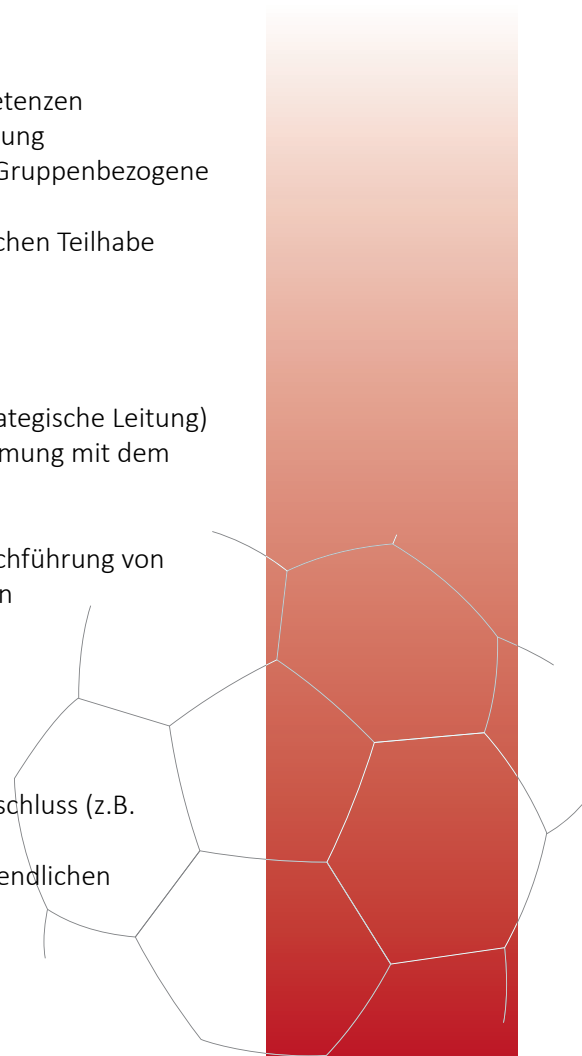 etenzen
ung
Gruppenbezogene
chen Teilhabe
ategische Leitung)
mung mit dem
chführung von
n
schluss (z.B.
endlichen